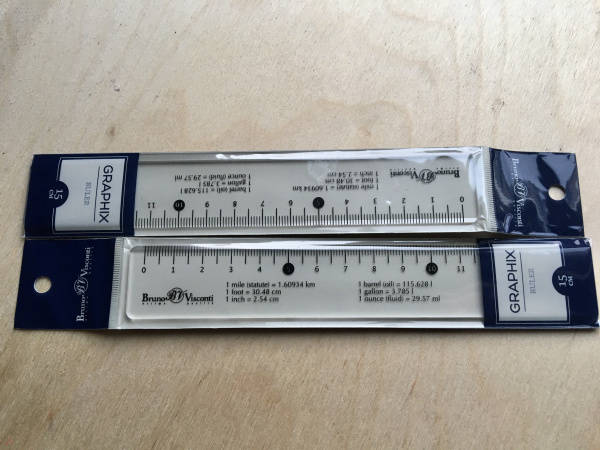 Bruno Visconti
Bruno Visconti
1 mile (statute) = 1.60934 km
1 foot = 30.48 cm
1 inch = 2.54 cm
1 barrel (oil) = 115.628 l
1 gallon = 3.785 l
1 ounce (fluid) = 29.57 ml
0 1 2 3 4 5 6 7 8 9 10 11
GRAPHIX
RULER
15
CM
Bruno Visconti
0 1 2 3 4 5 6 7 8 9 10 11
Bruno Visconti
1 mile (statute) = 1.60934 km
1 foot = 30.48 cm
1 inch = 2.54 cm
1 barrel (oil) = 115.628 l
1 gallon = 3.785 l
1 ounce (fluid) = 29.57 ml
GRAPHIX
RULER
15
CM